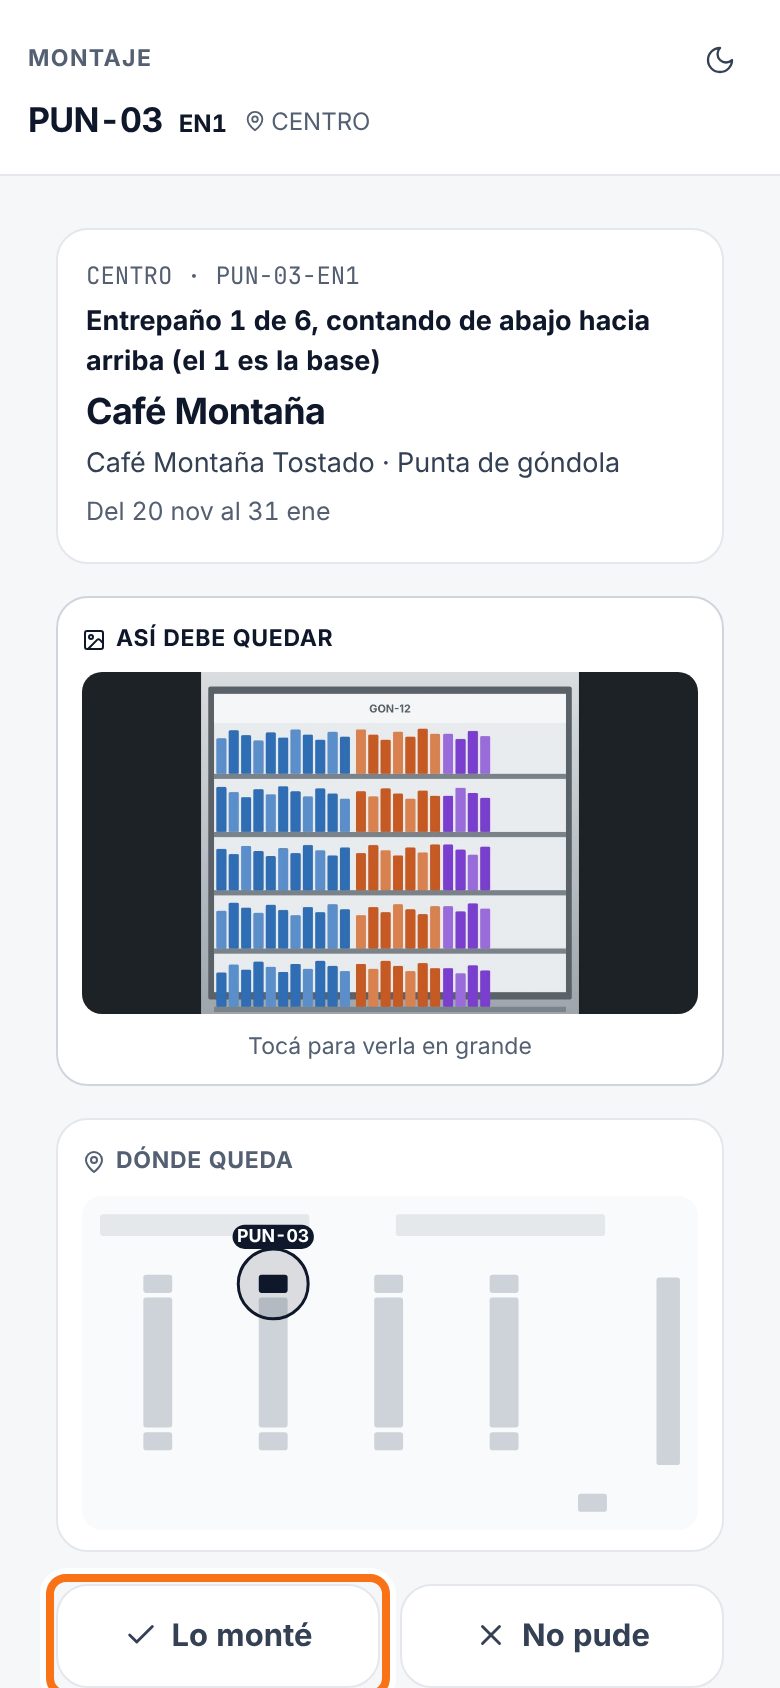 MONTAJE
PUN-03 EN1 CENTRO
CENTRO · PUN-03-EN1
Entrepaño 1 de 6, contando de abajo hacia
arriba (el 1 es la base)
Café Montaña
Café Montaña Tostado · Punta de góndola
Del 20 nov al 31 ene
ASÍ DEBE QUEDAR
GON-12
Tocá para verla en grande
DÓNDE QUEDA
PUN-03
Lo monté
No pude